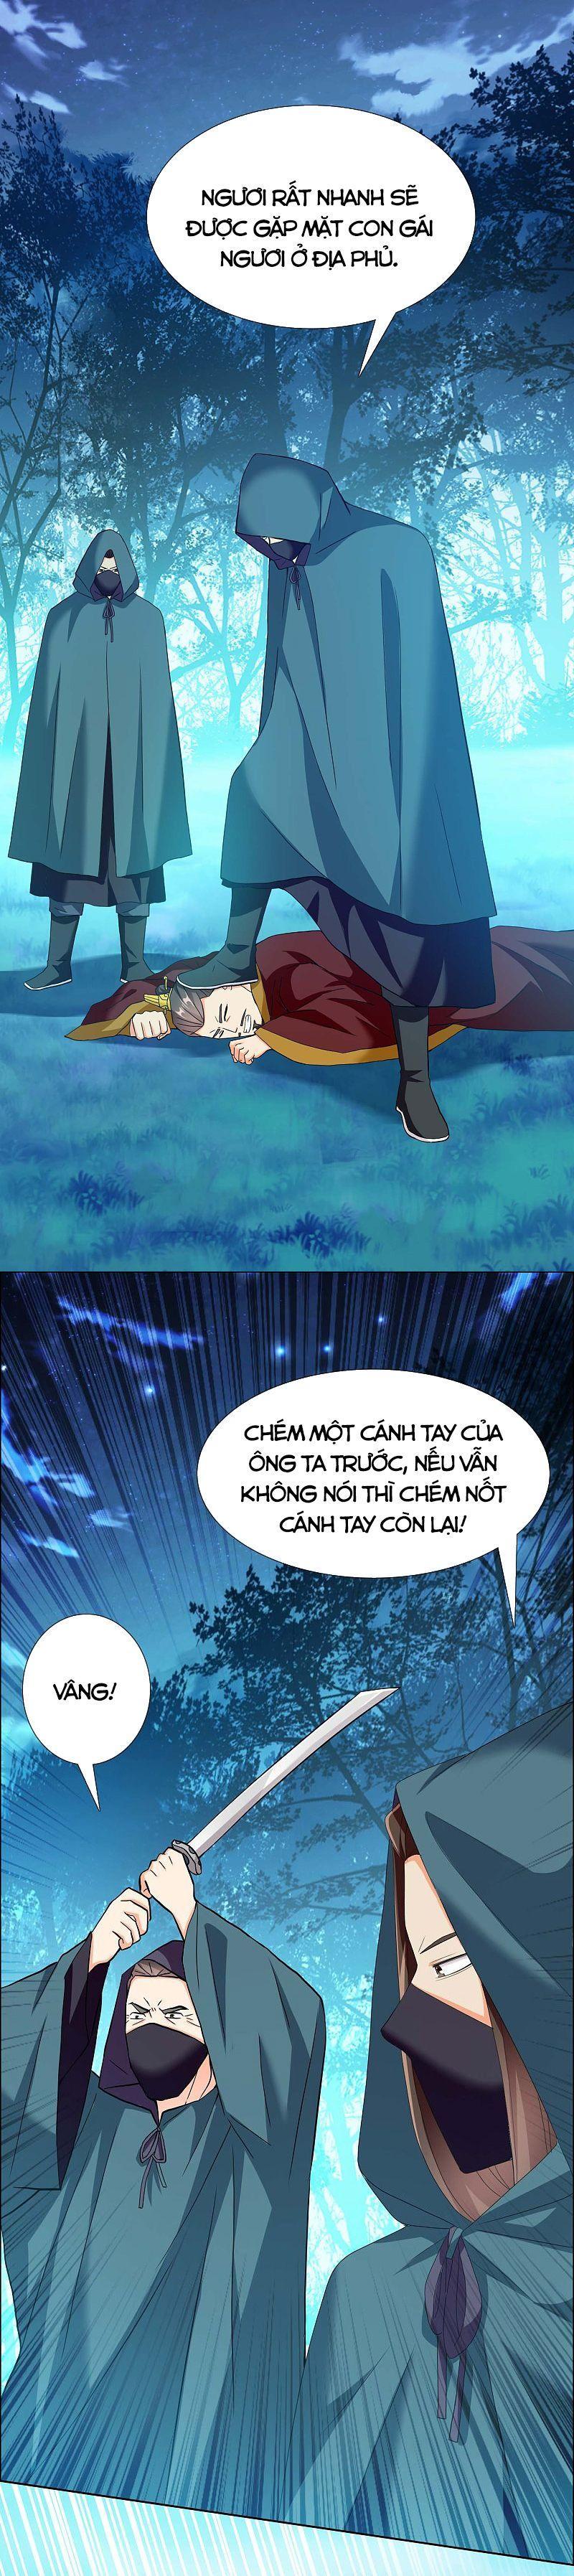 NGƯƠI RẤT NHANH SẼ
ĐƯỢC GẶP MẶT CON GÁI
NGƯƠI Ở ĐỊA PHỦ.
CHÉM MỘT CÁNH TAY CỦA
ÔNG TA TRƯỚC, NẾU VẪN
KHÔNG NÓI THÌ CHÉM NỐT
CÁNH TAY CÒN LẠI!
VÂNG!